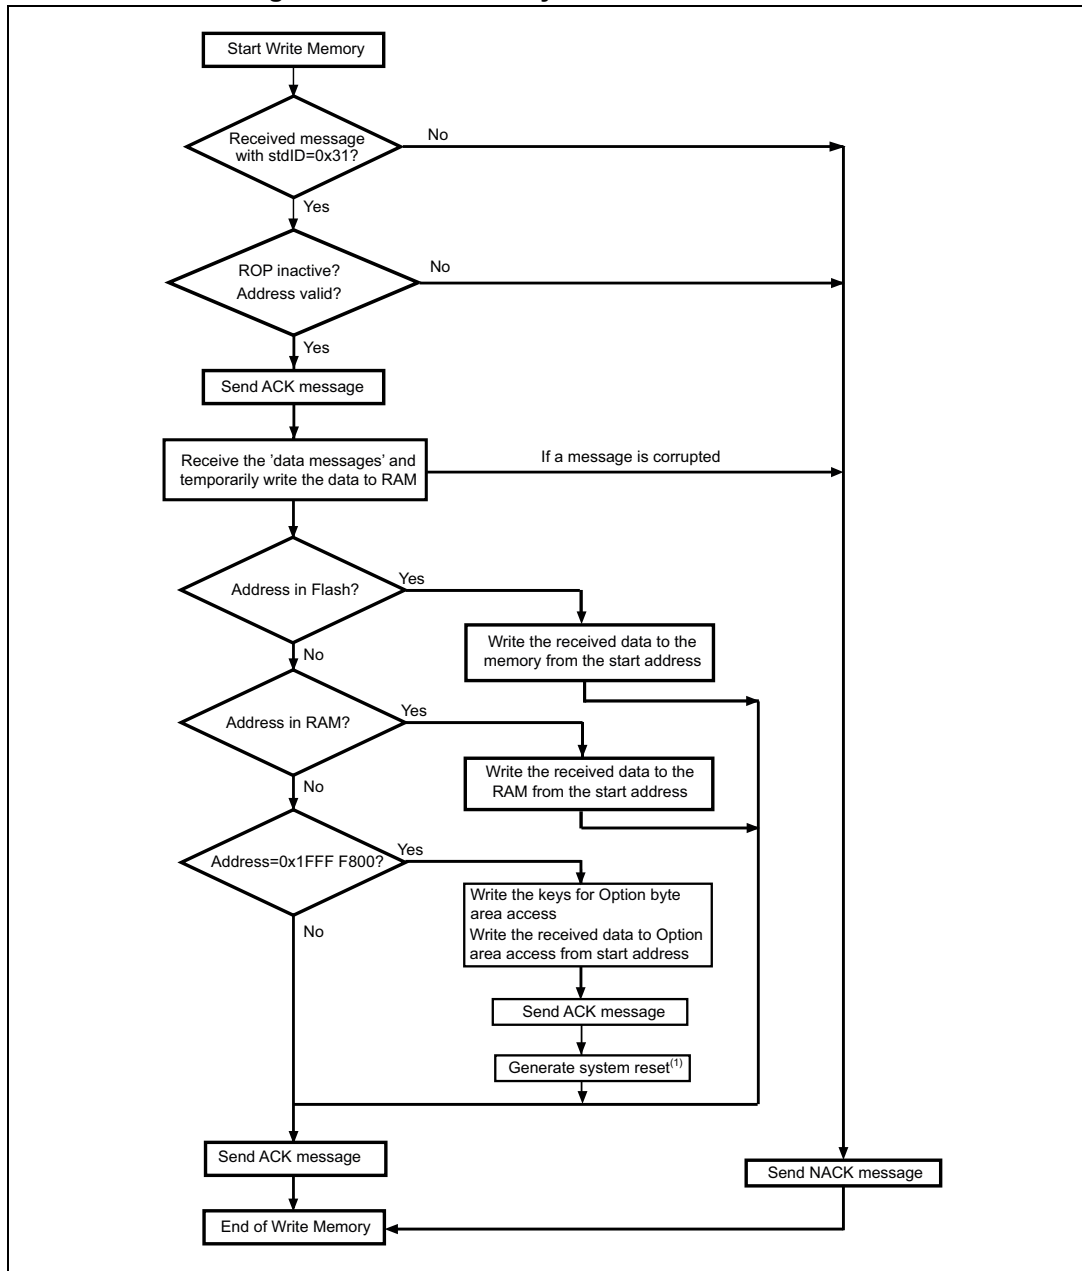 Start Write Memory
Received message
with stdID=0x31?
No
Yes
ROP inactive?
Address valid?
No
Yes
Send ACK message
Receive the ’data messages’ and
temporarily write the data to RAM
If a message is corrupted
Address in Flash?
Yes
Write the received data to the
memory from the start address
No
Address in RAM?
Yes
Write the received data to the
RAM from the start address
No
Address=0x1FFF F800?
Yes
Write the keys for Option byte
area access
Write the received data to Option
area access from start address
No
Send ACK message
Generate system reset(1)
Send ACK message
Send NACK message
End of Write Memory